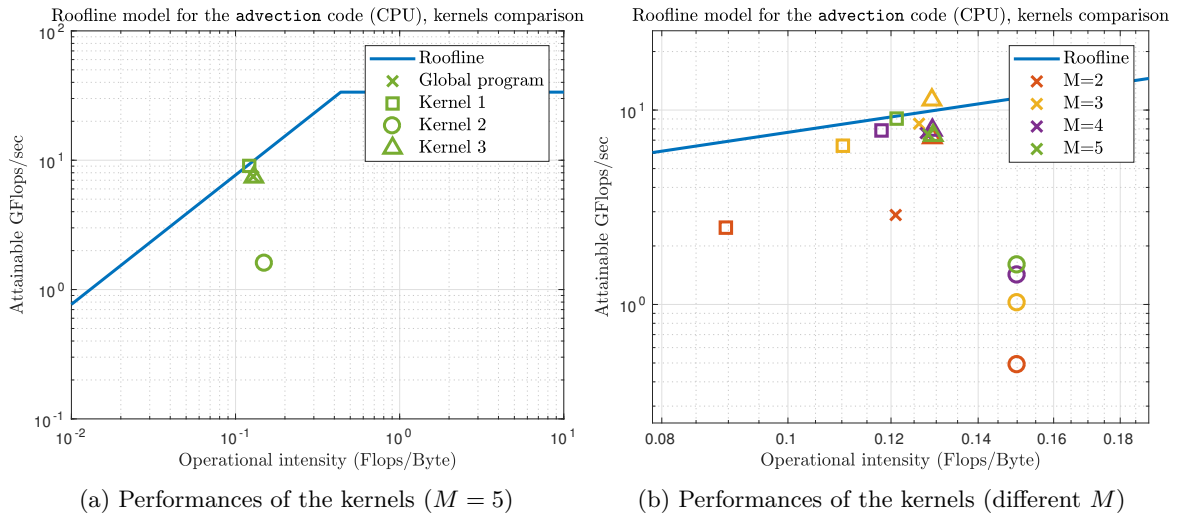 Roofline model for the advection code (CPU), kernels comparison
10^2
10^1
10^0
10^-1
10^-2
10^-1
10^0
10^1
Attainable GFlops/sec
Operational intensity (Flops/Byte)
Roofline
Global program
Kernel 1
Kernel 2
Kernel 3
(a) Performances of the kernels (M = 5)
Roofline model for the advection code (CPU), kernels comparison
10^1
10^0
0.08
0.1
0.12
0.14
0.16
0.18
Attainable GFlops/sec
Operational intensity (Flops/Byte)
Roofline
M=2
M=3
M=4
M=5
(b) Performances of the kernels (different M)